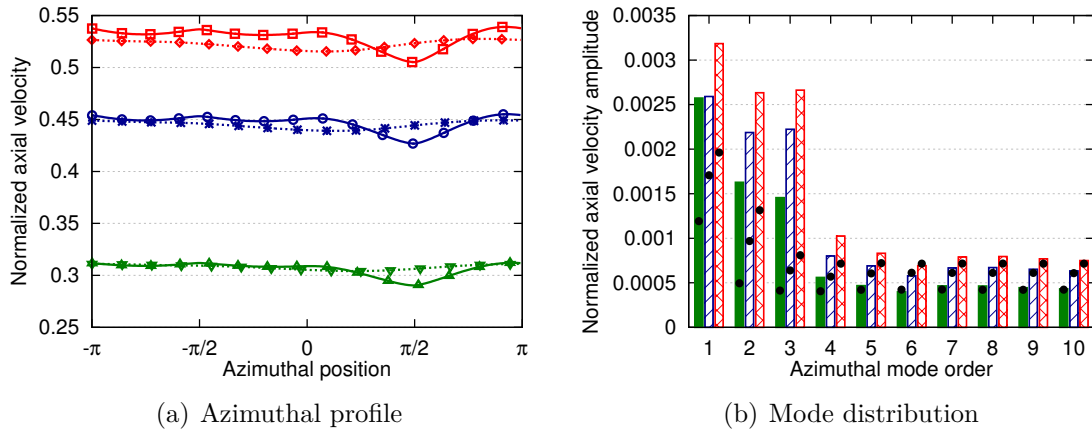 Normalized axial velocity
0.55
0.5
0.45
0.4
0.35
0.3
0.25
-π
-π/2
0
π/2
π
Azimuthal position
(a) Azimuthal profile
Normalized axial velocity amplitude
0.0035
0.003
0.0025
0.002
0.0015
0.001
0.0005
0
1 2 3 4 5 6 7 8 9 10
Azimuthal mode order
(b) Mode distribution